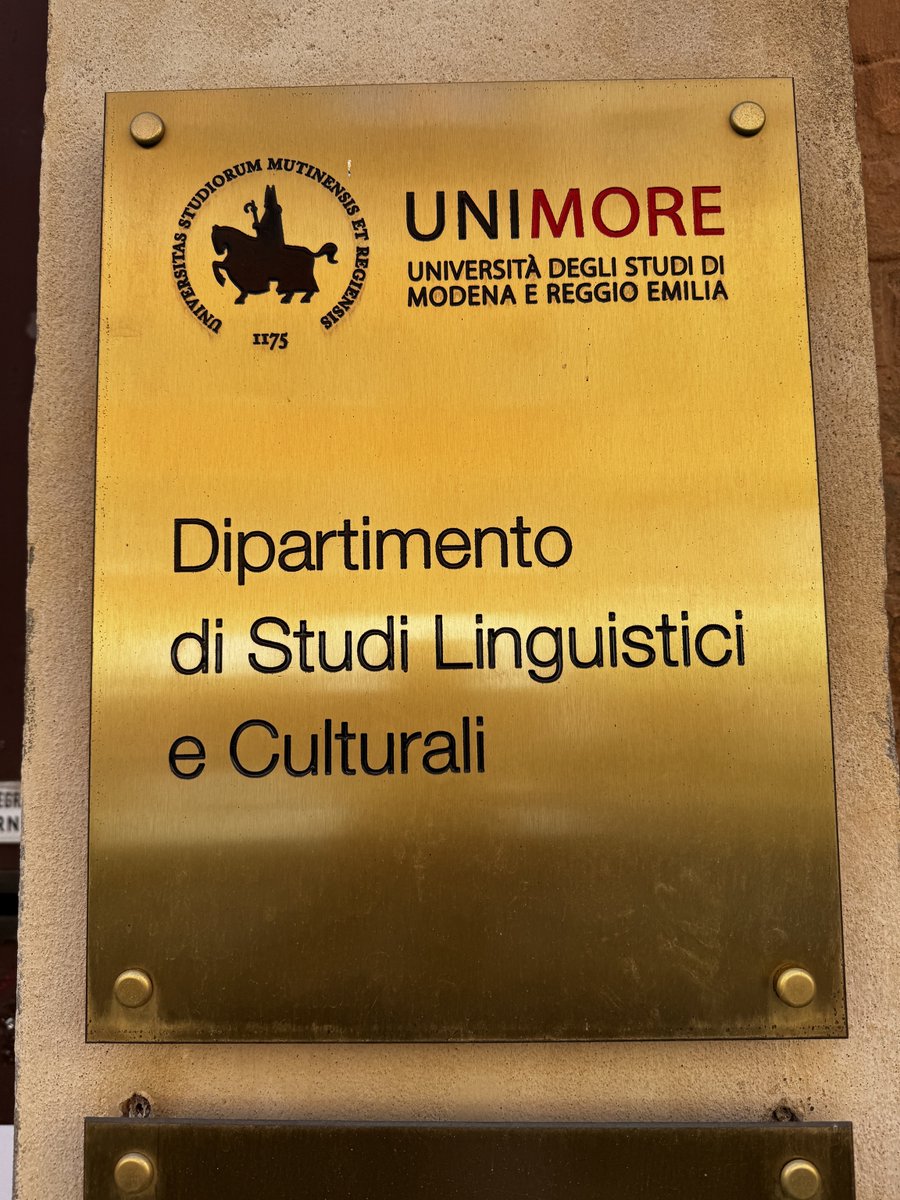 UNIVERSITAS STUDIORUM MUTINENSIS ET REGIENSIS
1175
UNIMORE
UNIVERSITÀ DEGLI STUDI DI
MODENA E REGGIO EMILIA
Dipartimento
di Studi Linguistici
e Culturali